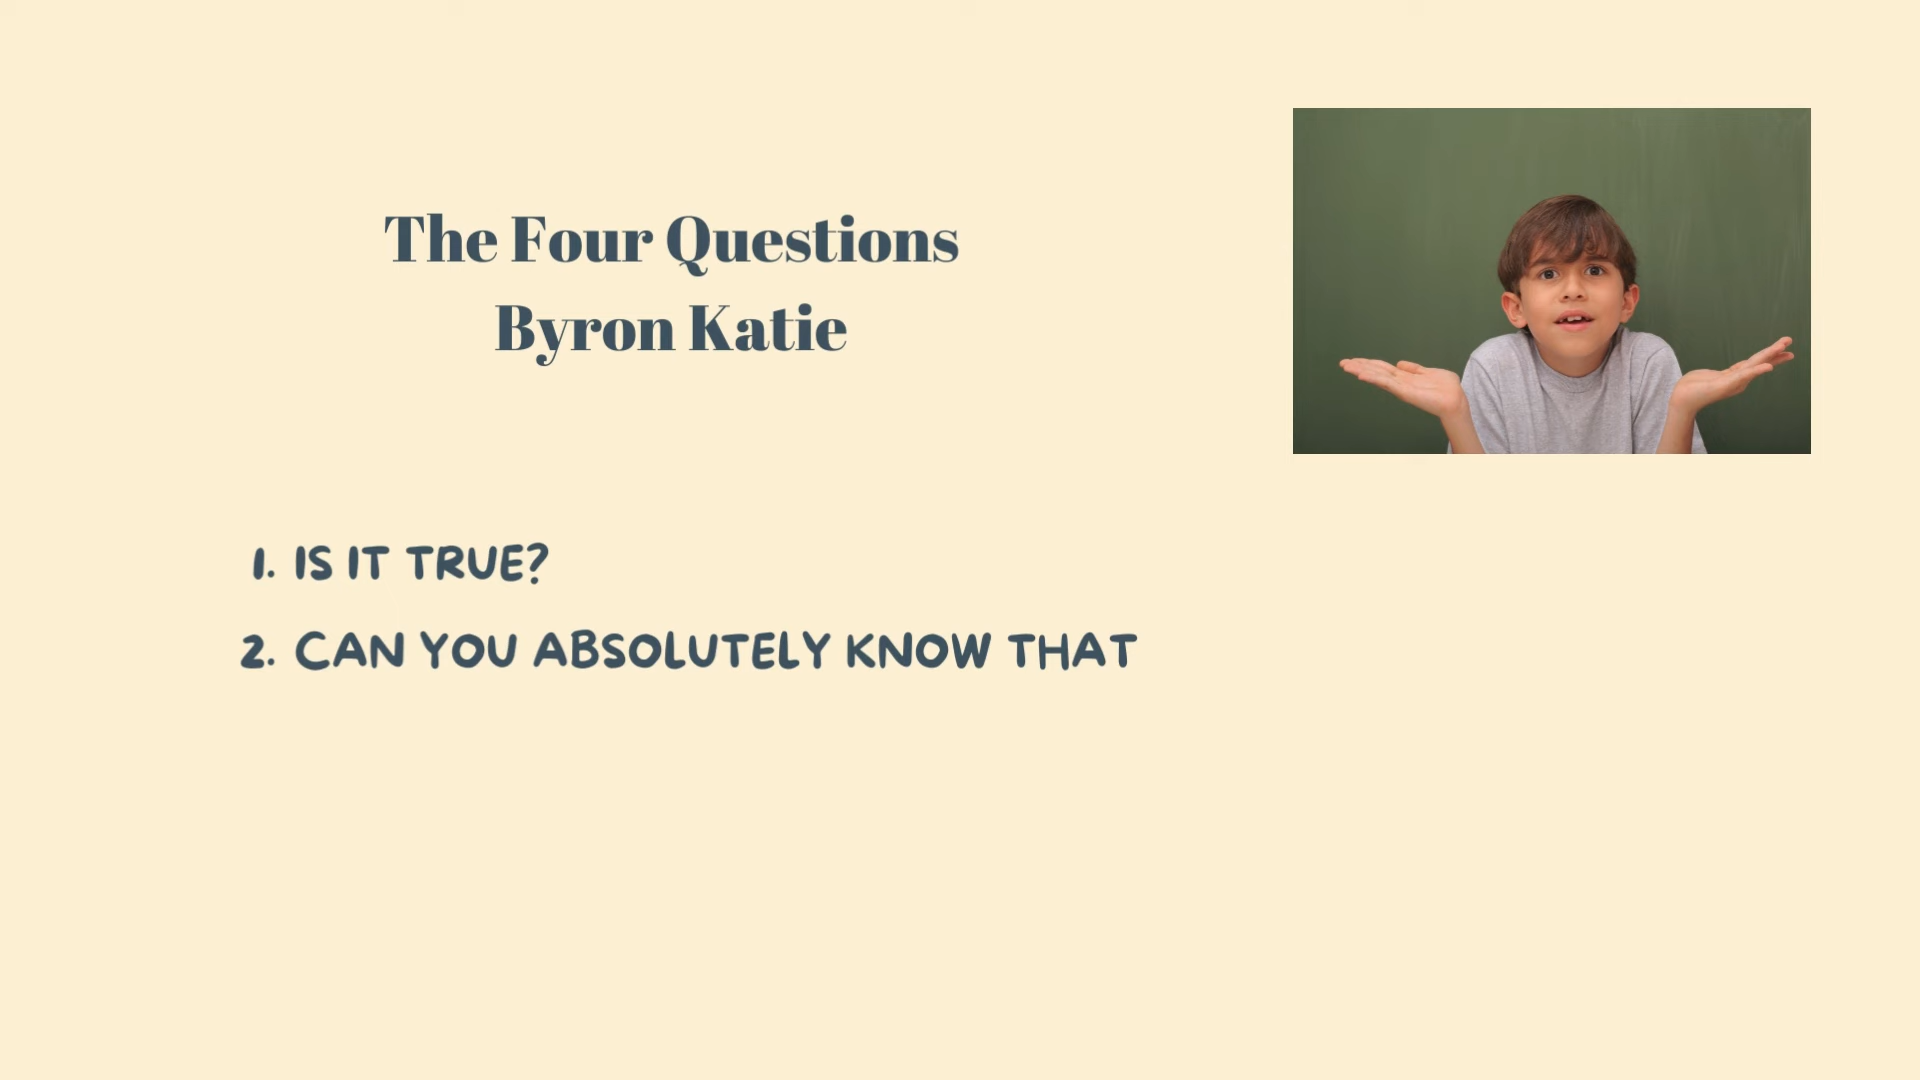 The Four Questions
Byron Katie
1. IS IT TRUE?
2. CAN YOU ABSOLUTELY KNOW THAT